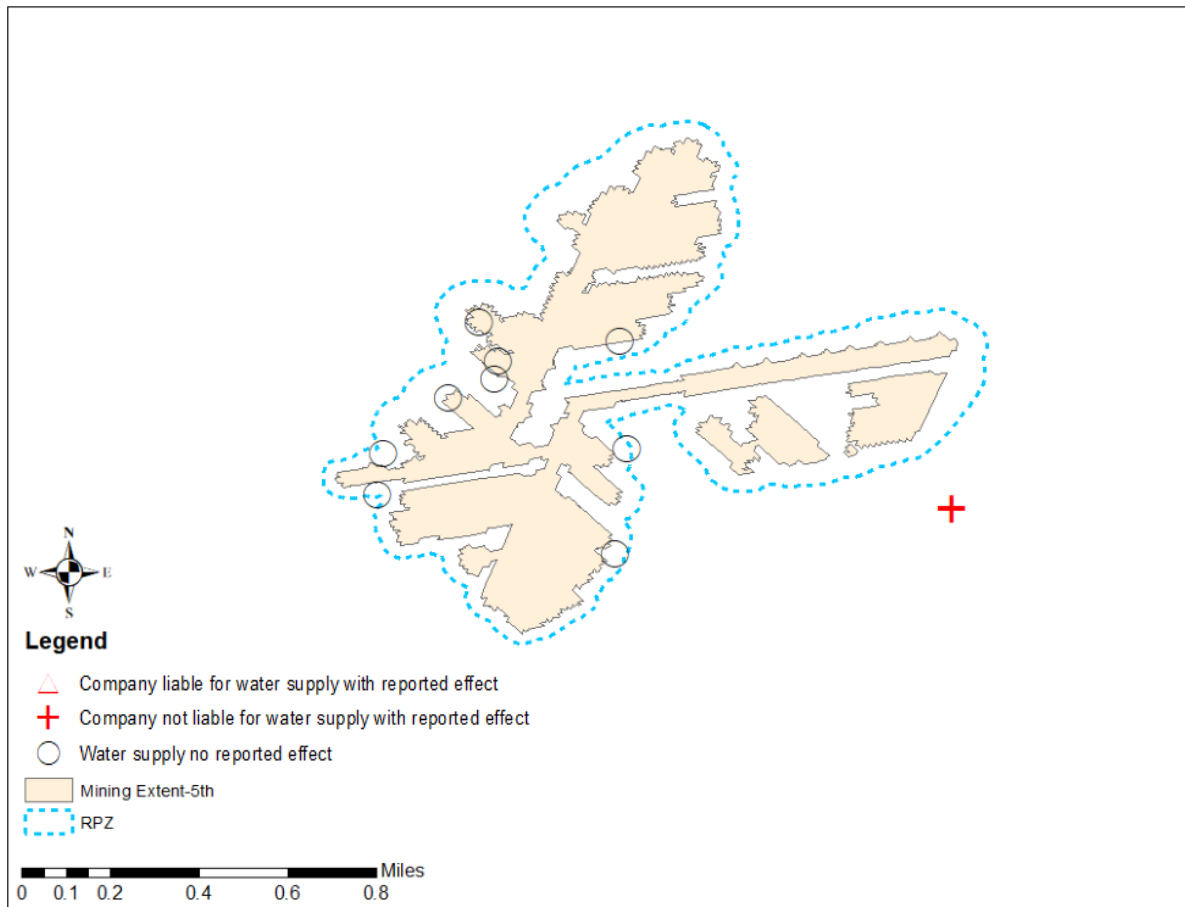 N
W E
S
Legend
Company liable for water supply with reported effect
Company not liable for water supply with reported effect
Water supply no reported effect
Mining Extent-5th
RPZ
Miles
0 0.1 0.2 0.4 0.6 0.8